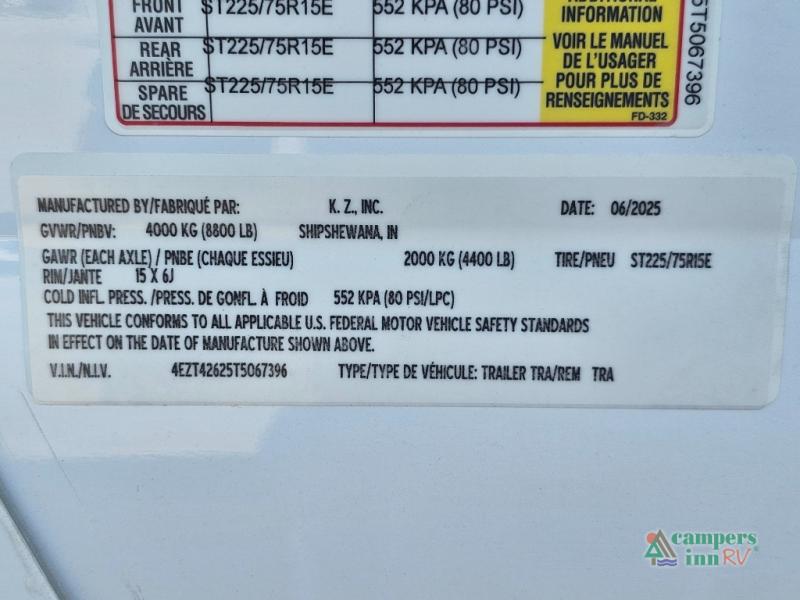 FRONT ST225/75R15E 552 KPA (80 PSI)
AVANT
REAR ST225/75R15E 552 KPA (80 PSI)
ARRIÈRE
SPARE ST225/75R15E 552 KPA (80 PSI)
DE SECOURS
ADDITIONAL
INFORMATION
VOIR LE MANUEL
DE L'USAGER
POUR PLUS DE
RENSEIGNEMENTS
FD-332
5T5067396
MANUFACTURED BY/FABRIQUÉ PAR: K. Z., INC. DATE: 06/2025
GVWR/PNBV: 4000 KG (8800 LB) SHIPSHEWANA, IN
GAWR (EACH AXLE) / PNBE (CHAQUE ESSIEU) 2000 KG (4400 LB) TIRE/PNEU ST225/75R15E
RIM/JANTE 15 X 6J
COLD INFL. PRESS. /PRESS. DE GONFL. À FROID 552 KPA (80 PSI/LPC)
THIS VEHICLE CONFORMS TO ALL APPLICABLE U.S. FEDERAL MOTOR VEHICLE SAFETY STANDARDS
IN EFFECT ON THE DATE OF MANUFACTURE SHOWN ABOVE.
V.I.N./N.I.V. 4EZT42625T5067396 TYPE/TYPE DE VÉHICULE: TRAILER TRA/REM TRA
campers
inn RV